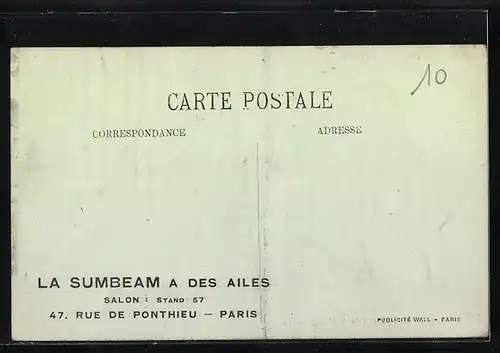 10
CARTE POSTALE
CORRESPONDANCE
ADRESSE
LA SUMBEAM A DES AILES
SALON : STAND 57
47, RUE DE PONTHIEU – PARIS
PUBLICITÉ WALL – PARIS